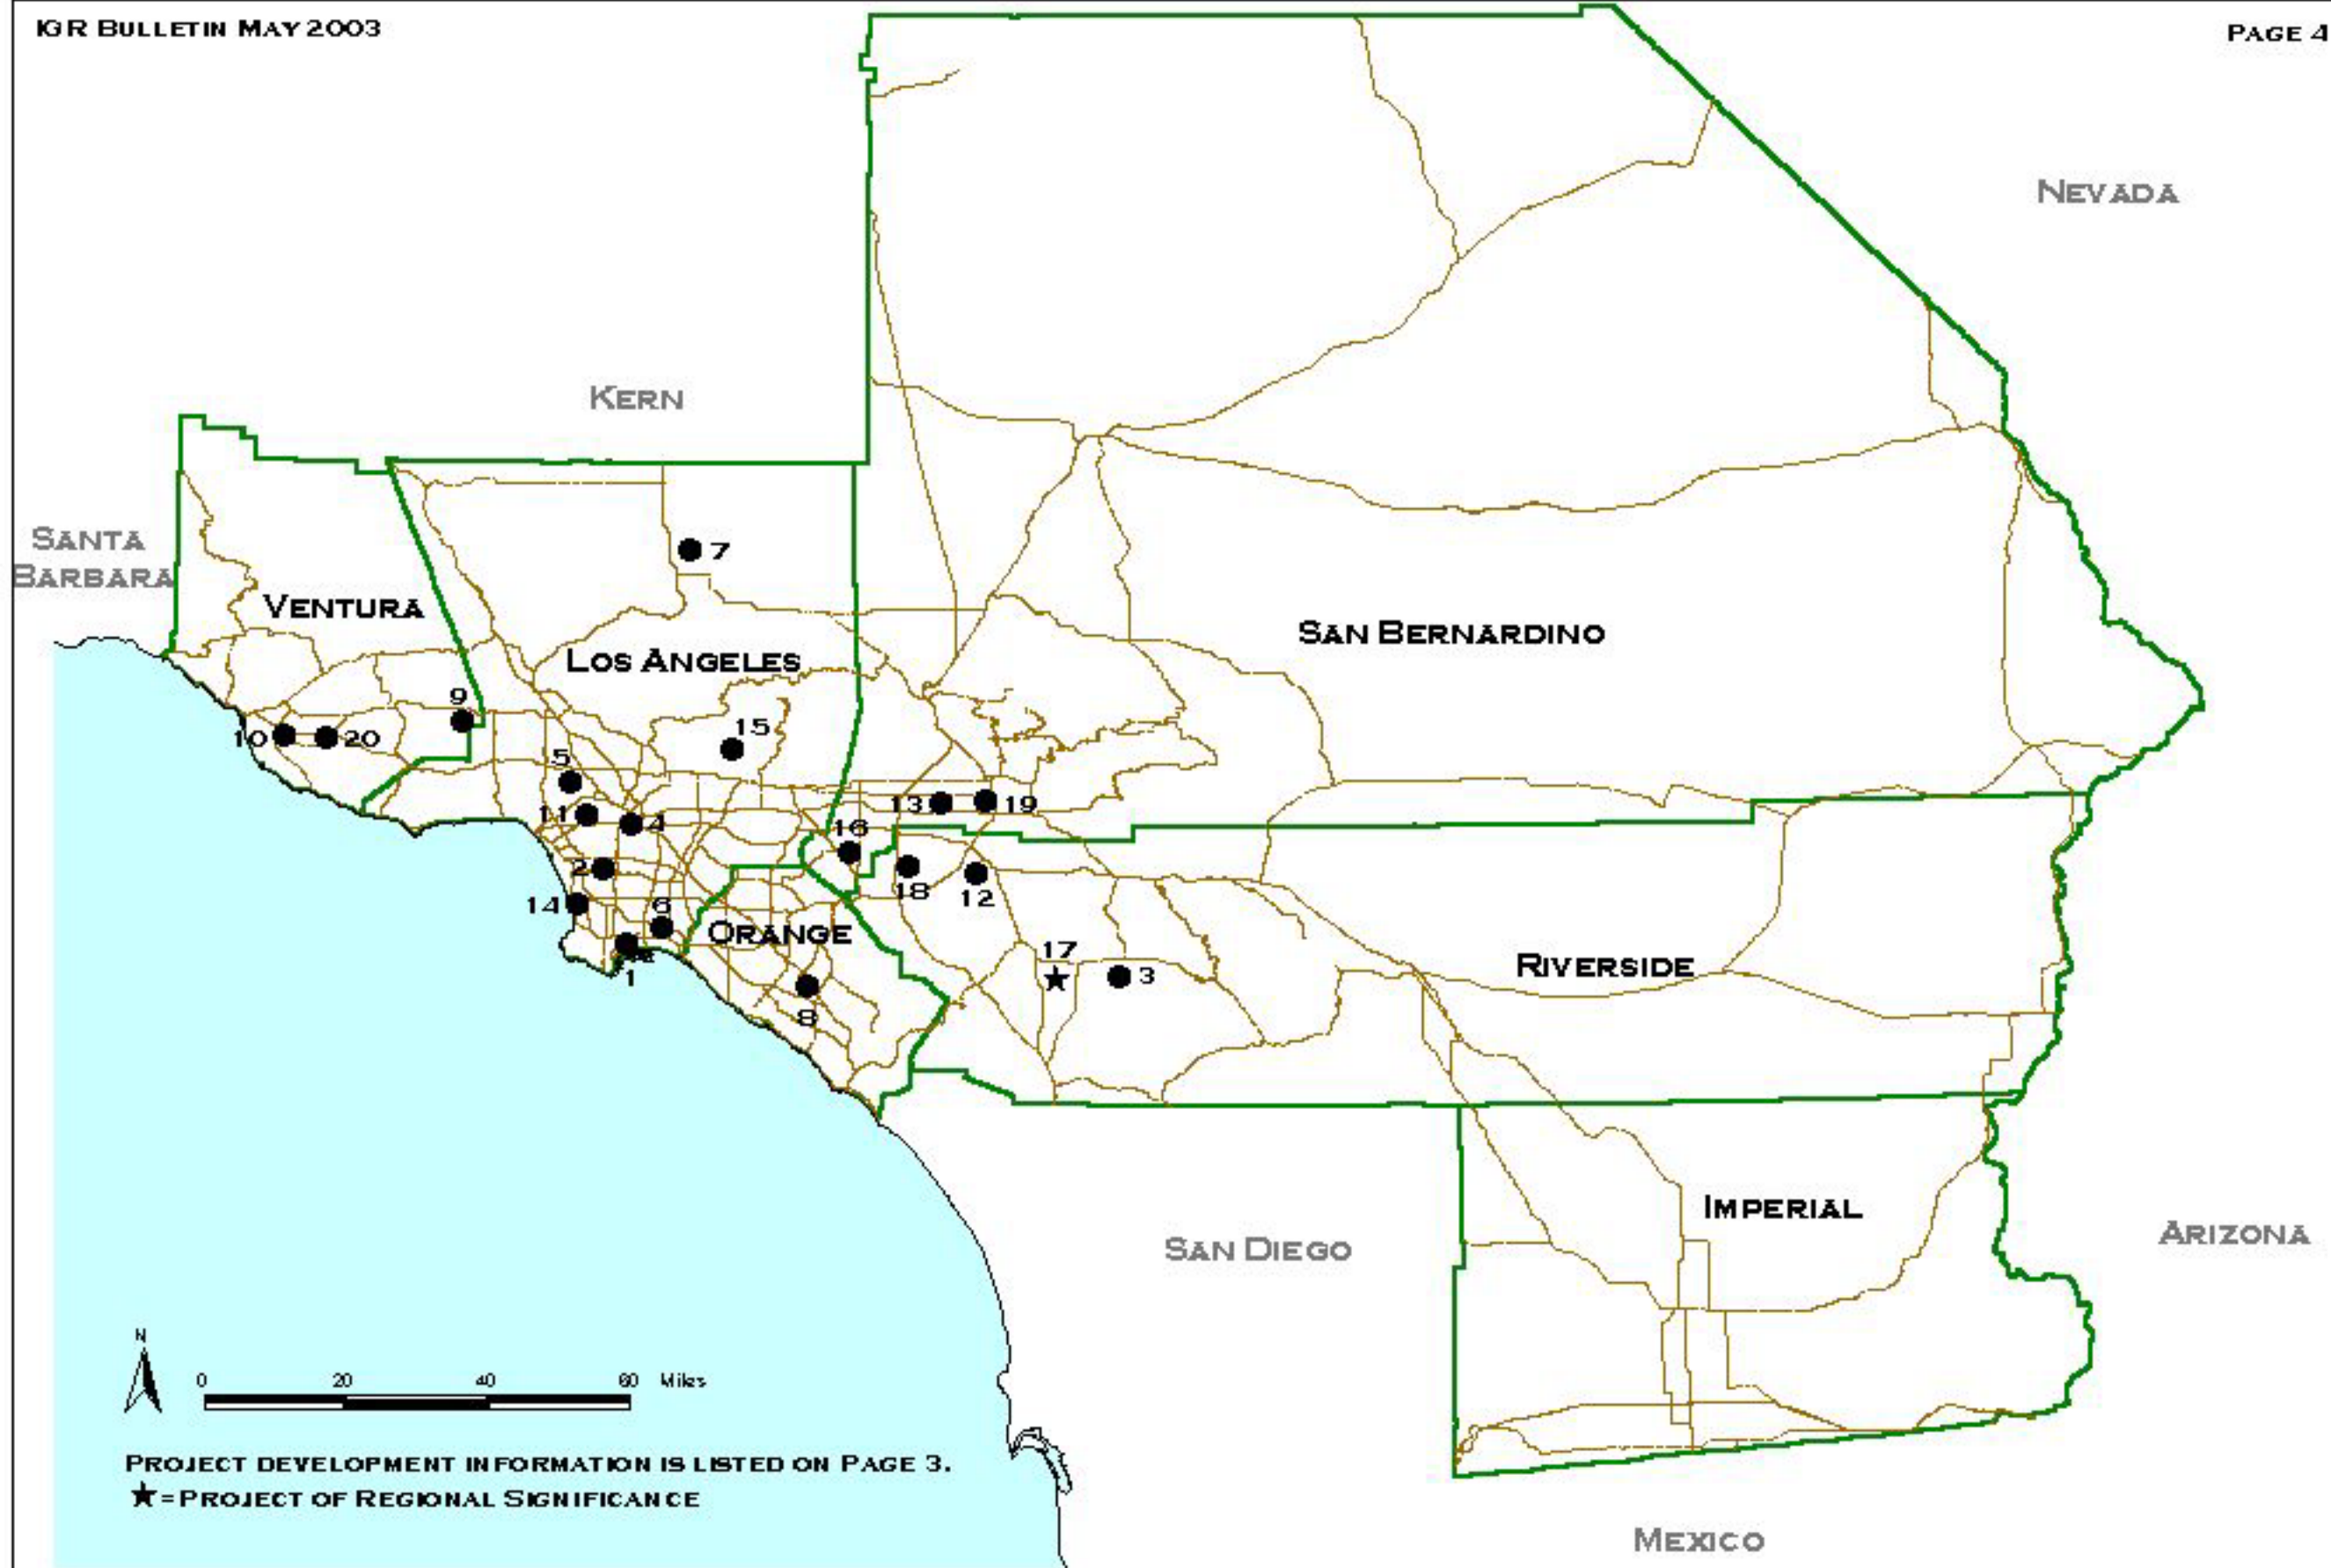 IGR BULLETIN MAY 2003
PAGE 4
NEVADA
KERN
SANTA
BARBARA
7
VENTURA
SAN BERNARDINO
LOS ANGELES
9
15
10
20
5
13
19
11
4
16
2
18
12
14
6
ORANGE
17
RIVERSIDE
3
1
8
IMPERIAL
SAN DIEGO
ARIZONA
N
0 20 40 60 Miles
PROJECT DEVELOPMENT INFORMATION IS LISTED ON PAGE 3.
★=PROJECT OF REGIONAL SIGNIFICANCE
MEXICO